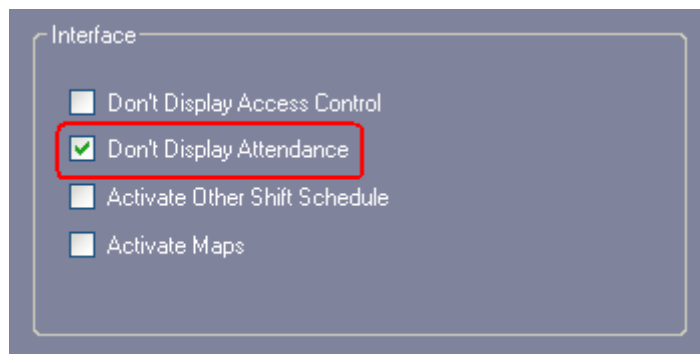 Interface
Don't Display Access Control
Don't Display Attendance
Activate Other Shift Schedule
Activate Maps